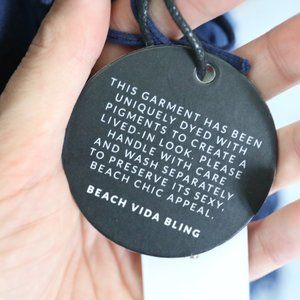 THIS GARMENT HAS BEEN
UNIQUELY DYED WITH
PIGMENTS TO CREATE A
LIVED-IN LOOK. PLEASE
HANDLE WITH CARE
AND WASH SEPARATELY
TO PRESERVE ITS SEXY,
BEACH CHIC APPEAL.
BEACH VIDA BLING